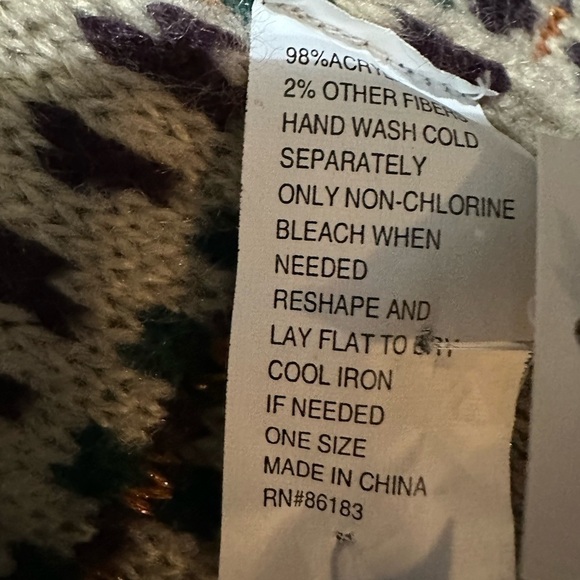 98%ACRY
2% OTHER FIBERS
HAND WASH COLD
SEPARATELY
ONLY NON-CHLORINE
BLEACH WHEN
NEEDED
RESHAPE AND
LAY FLAT TO DRY
COOL IRON
IF NEEDED
ONE SIZE
MADE IN CHINA
RN#86183